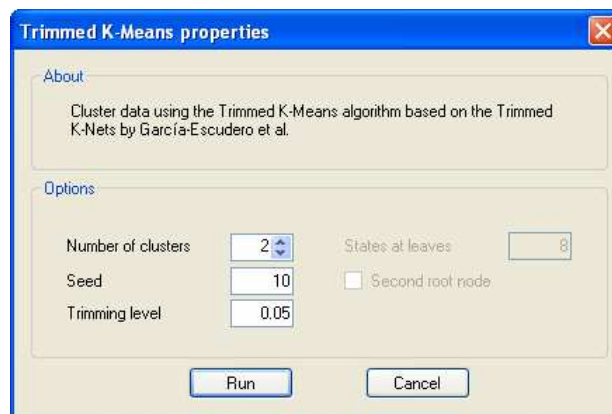 Trimmed K-Means properties
About
Cluster data using the Trimmed K-Means algorithm based on the Trimmed
K-Nets by García-Escudero et al.
Options
Number of clusters 2 States at leaves 8
Seed 10 Second root node
Trimming level 0.05
Run Cancel